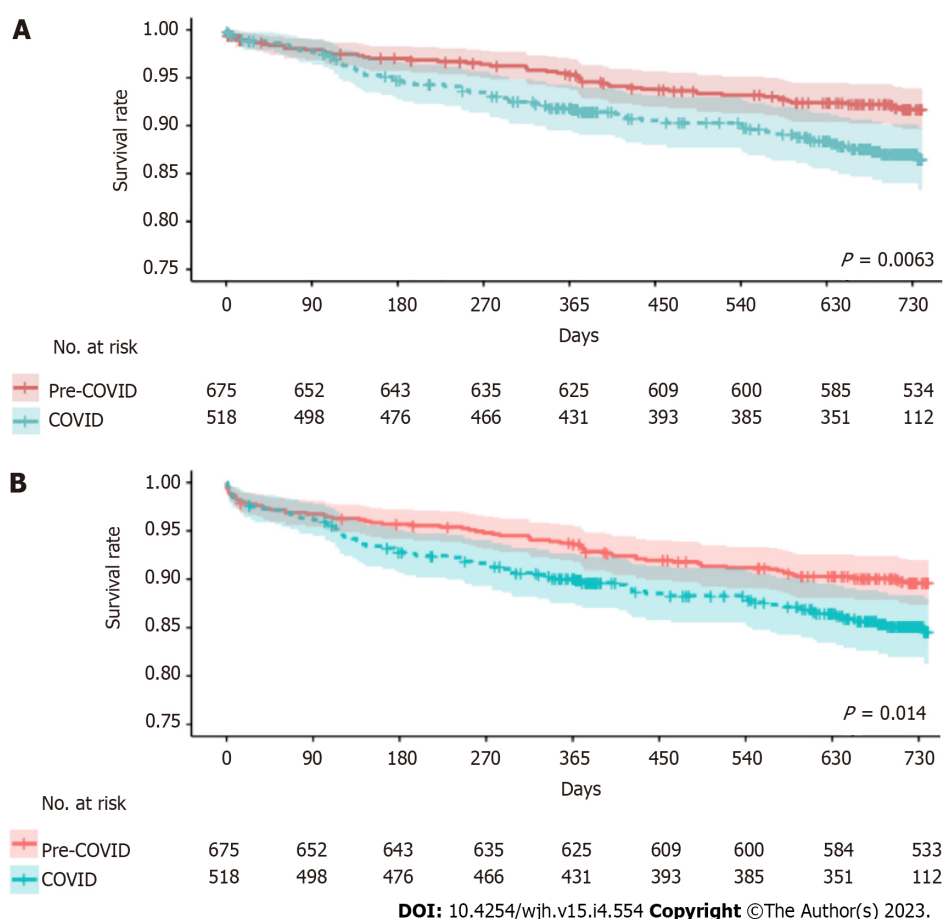 A
1.00
0.95
0.90
0.85
0.80
0.75
Survival rate
P = 0.0063
0 90 180 270 365 450 540 630 730
Days
No. at risk
Pre-COVID 675 652 643 635 625 609 600 585 534
COVID 518 498 476 466 431 393 385 351 112
B
1.00
0.95
0.90
0.85
0.80
0.75
Survival rate
P = 0.014
0 90 180 270 365 450 540 630 730
Days
No. at risk
Pre-COVID 675 652 643 635 625 609 600 584 533
COVID 518 498 476 466 431 393 385 351 112
DOI: 10.4254/wjh.v15.i4.554 Copyright ©The Author(s) 2023.